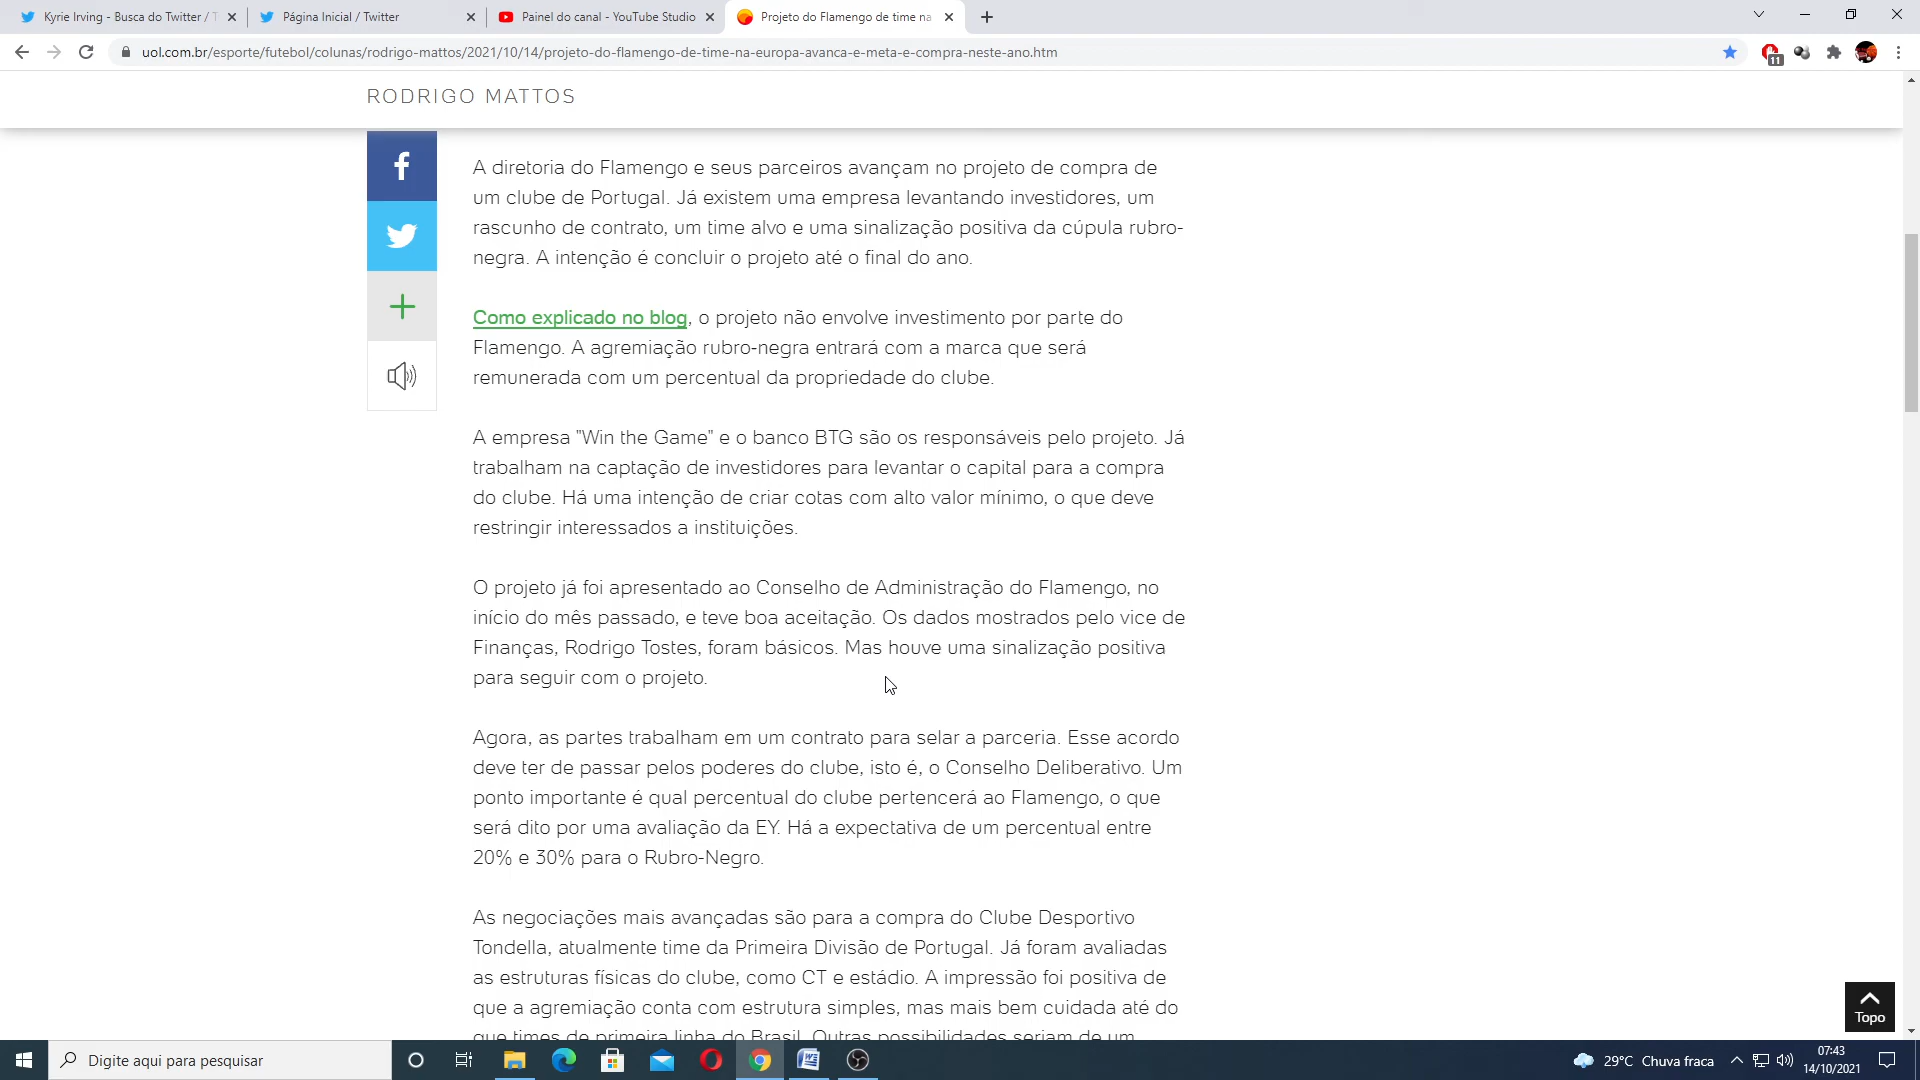 Kyrie Irving - Busca do Twitter / T
Página Inicial / Twitter
Painel do canal - YouTube Studio
Projeto do Flamengo de time na
uol.com.br/esporte/futebol/colunas/rodrigo-mattos/2021/10/14/projeto-do-flamengo-de-time-na-europa-avanca-e-meta-e-compra-neste-ano.htm
11
RODRIGO MATTOS
A diretoria do Flamengo e seus parceiros avançam no projeto de compra de
um clube de Portugal. Já existem uma empresa levantando investidores, um
rascunho de contrato, um time alvo e uma sinalização positiva da cúpula rubro-
negra. A intenção é concluir o projeto até o final do ano.
Como explicado no blog, o projeto não envolve investimento por parte do
Flamengo. A agremiação rubro-negra entrará com a marca que será
remunerada com um percentual da propriedade do clube.
A empresa "Win the Game" e o banco BTG são os responsáveis pelo projeto. Já
trabalham na captação de investidores para levantar o capital para a compra
do clube. Há uma intenção de criar cotas com alto valor mínimo, o que deve
restringir interessados a instituições.
O projeto já foi apresentado ao Conselho de Administração do Flamengo, no
início do mês passado, e teve boa aceitação. Os dados mostrados pelo vice de
Finanças, Rodrigo Tostes, foram básicos. Mas houve uma sinalização positiva
para seguir com o projeto.
Agora, as partes trabalham em um contrato para selar a parceria. Esse acordo
deve ter de passar pelos poderes do clube, isto é, o Conselho Deliberativo. Um
ponto importante é qual percentual do clube pertencerá ao Flamengo, o que
será dito por uma avaliação da EY. Há a expectativa de um percentual entre
20% e 30% para o Rubro-Negro.
As negociações mais avançadas são para a compra do Clube Desportivo
Tondella, atualmente time da Primeira Divisão de Portugal. Já foram avaliadas
as estruturas físicas do clube, como CT e estádio. A impressão foi positiva de
que a agremiação conta com estrutura simples, mas mais bem cuidada até do
que times de primeira linha do Brasil. Outras possibilidades seriam de um
Topo
Digite aqui para pesquisar
29°C Chuva fraca
07:43
14/10/2021